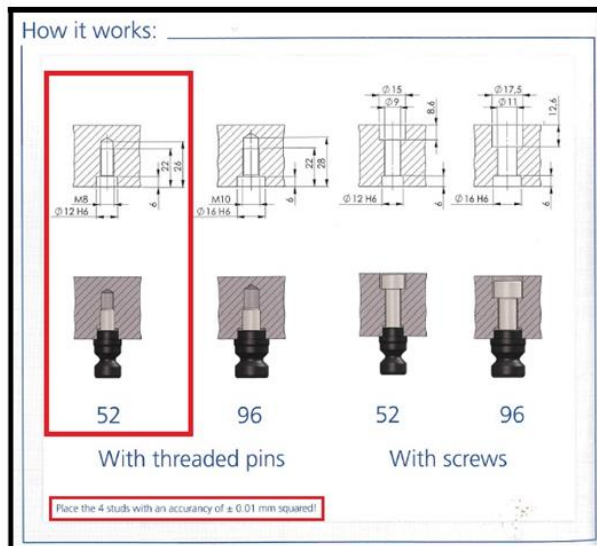 How it works:
Ø15
Ø9
8,6
Ø17,5
Ø11
12,6
22
26
M8
Ø12 H6
6
22
28
M10
Ø16 H6
6
Ø12 H6
6
Ø16 H6
6
52
96
52
96
With threaded pins
With screws
Place the 4 studs with an accurancy of ± 0.01 mm squared!